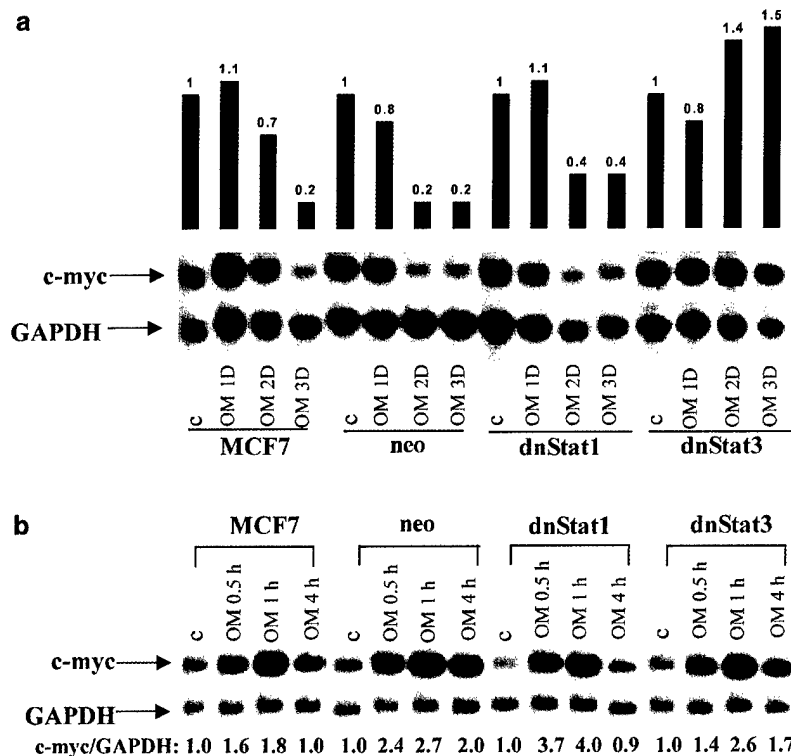 a
1 1.1 0.7 0.2 1 0.8 0.2 0.2 1 1.1 0.4 0.4 1 0.8 1.4 1.5
c-myc
GAPDH
C OM 1D OM 2D OM 3D C OM 1D OM 2D OM 3D C OM 1D OM 2D OM 3D C OM 1D OM 2D OM 3D
MCF7 neo dnStat1 dnStat3
b
MCF7 neo dnStat1 dnStat3
C OM 0.5 h OM 1 h OM 4 h C OM 0.5 h OM 1 h OM 4 h C OM 0.5 h OM 1 h OM 4 h C OM 0.5 h OM 1 h OM 4 h
c-myc
GAPDH
c-myc/GAPDH: 1.0 1.6 1.8 1.0 1.0 2.4 2.7 2.0 1.0 3.7 4.0 0.9 1.0 1.4 2.6 1.7